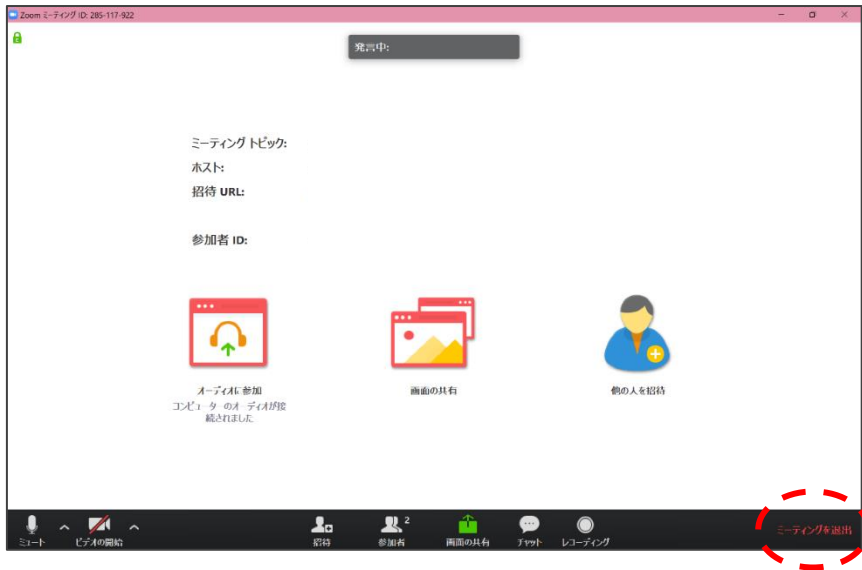 Zoom ミーティング ID: 285-117-922
発言中:
ミーティング トピック:
ホスト:
招待 URL:
参加者 ID:
オーディオに参加
コンピューターのオーディオが接
続されました
画面の共有
他の人を招待
ミュート
ビデオの開始
招待
2
参加者
画面の共有
チャット
レコーディング
ミーティングを退出